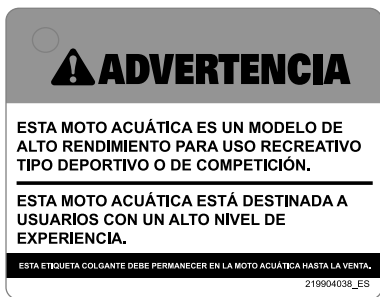 ADVERTENCIA
ESTA MOTO ACUÁTICA ES UN MODELO DE
ALTO RENDIMIENTO PARA USO RECREATIVO
TIPO DEPORTIVO O DE COMPETICIÓN.
ESTA MOTO ACUÁTICA ESTÁ DESTINADA A
USUARIOS CON UN ALTO NIVEL DE
EXPERIENCIA.
ESTA ETIQUETA COLGANTE DEBE PERMANECER EN LA MOTO ACUÁTICA HASTA LA VENTA.
219904038_ES